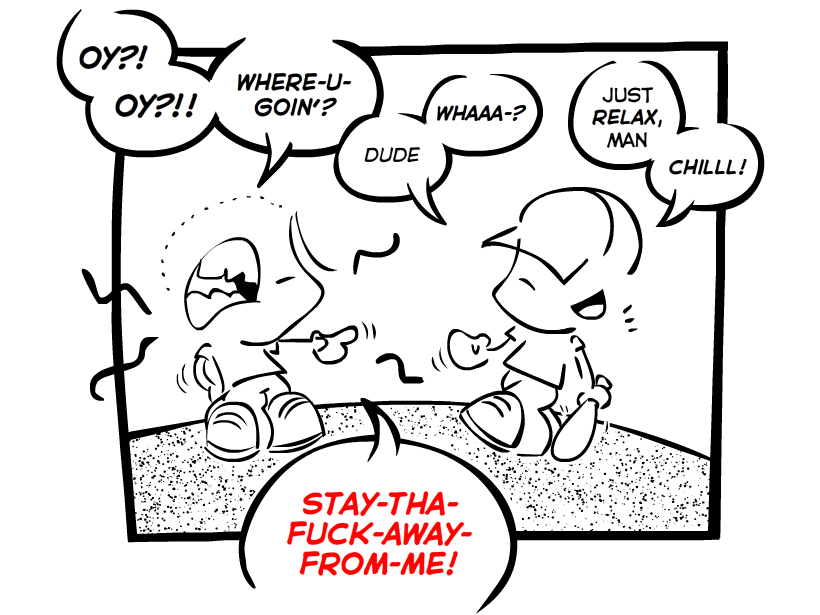 OY?!
OY?!!
WHERE-U-
GOIN'?
DUDE
WHAAA-?
JUST
RELAX,
MAN
CHILLL!
STAY-THA-
FUCK-AWAY-
FROM-ME!